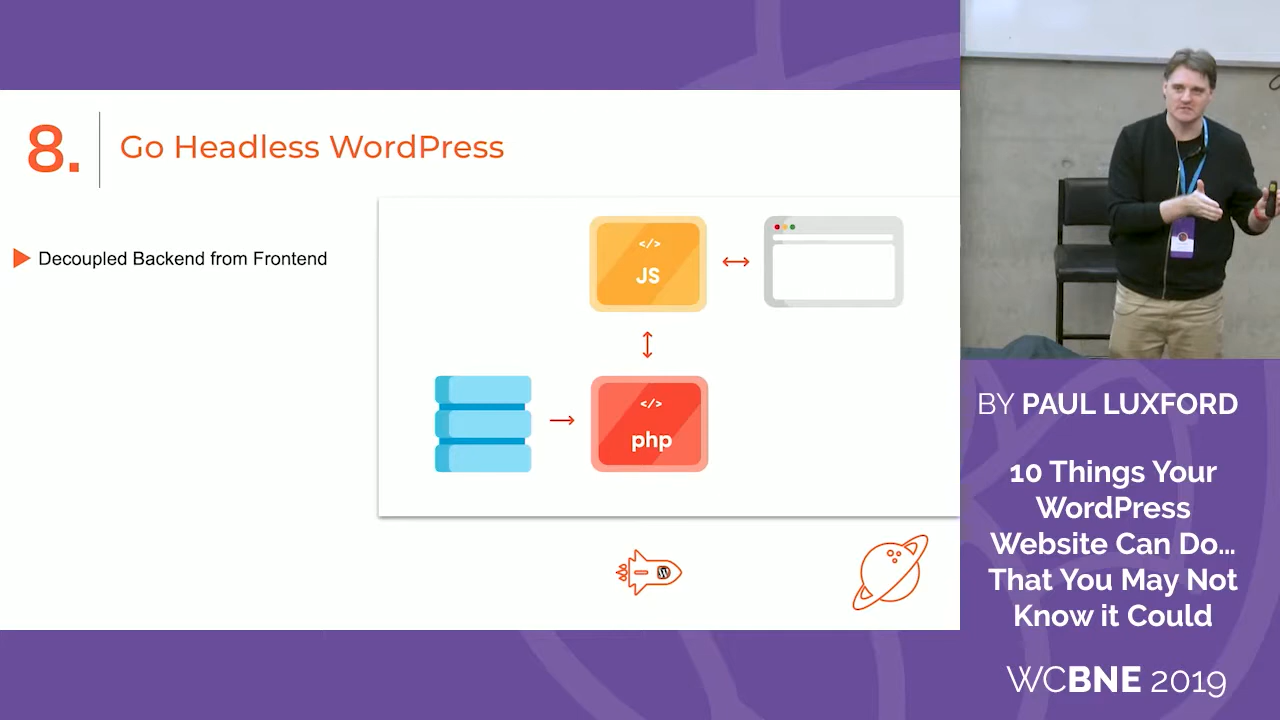 8.
Go Headless WordPress
Decoupled Backend from Frontend
</>
JS
</>
php
BY PAUL LUXFORD
10 Things Your
WordPress
Website Can Do...
That You May Not
Know it Could
WCBNE 2019